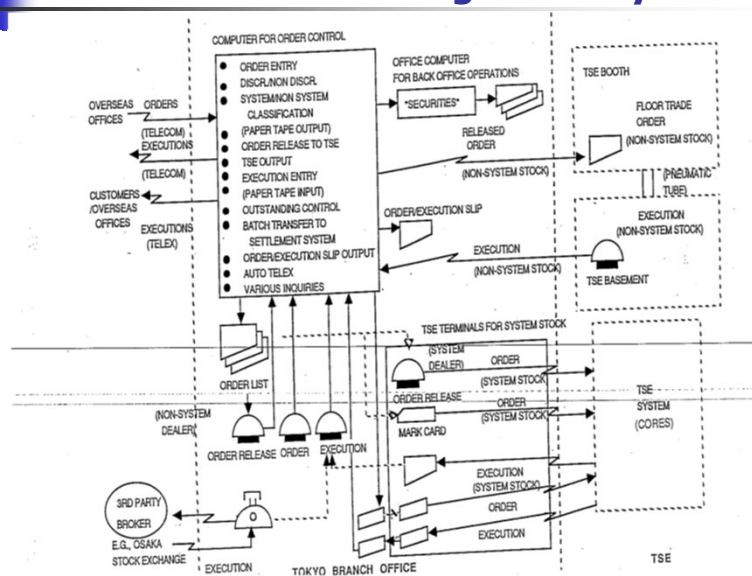 COMPUTER FOR ORDER CONTROL
ORDER ENTRY
DISCR./NON DISCR.
SYSTEM/NON SYSTEM
CLASSIFICATION
(PAPER TAPE OUTPUT)
ORDER RELEASE TO TSE
TSE OUTPUT
EXECUTION ENTRY
(PAPER TAPE INPUT)
OUTSTANDING CONTROL
BATCH TRANSFER TO
SETTLEMENT SYSTEM
ORDER/EXECUTION SLIP OUTPUT
AUTO TELEX
VARIOUS INQUIRIES
OVERSEAS
OFFICES
ORDERS
(TELECOM)
EXECUTIONS
(TELECOM)
CUSTOMERS
/OVERSEAS
OFFICES
EXECUTIONS
(TELEX)
OFFICE COMPUTER
FOR BACK OFFICE OPERATIONS
"SECURITIES"
RELEASED
ORDER
(NON-SYSTEM STOCK)
ORDER/EXECUTION SLIP
EXECUTION
(NON-SYSTEM STOCK)
TSE BOOTH
FLOOR TRADE
ORDER
(NON-SYSTEM STOCK)
(PNEUMATIC
TUBE)
EXECUTION
(NON-SYSTEM STOCK)
TSE BASEMENT
TSE TERMINALS FOR SYSTEM STOCK
(SYSTEM
DEALER)
ORDER
(SYSTEM STOCK)
ORDER RELEASE
ORDER
(SYSTEM STOCK)
MARK CARD
EXECUTION
(SYSTEM STOCK)
ORDER
EXECUTION
TSE
SYSTEM
(CORES)
ORDER LIST
(NON-SYSTEM
DEALER)
ORDER RELEASE
ORDER
EXECUTION
3RD PARTY
BROKER
E.G., OSAKA
STOCK EXCHANGE
EXECUTION
TOKYO BRANCH OFFICE
TSE